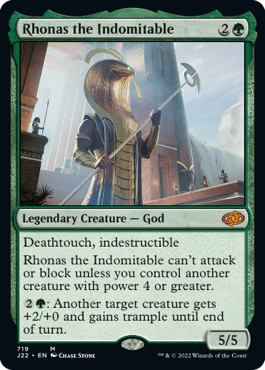 Rhonas the Indomitable 2
Legendary Creature — God
Deathtouch, indestructible
Rhonas the Indomitable can't attack
or block unless you control another
creature with power 4 or greater.
2 : Another target creature gets
+2/+0 and gains trample until end
of turn.
5/5
719 M
J22 • EN CHASE STONE
™ & © 2022 Wizards of the Coast